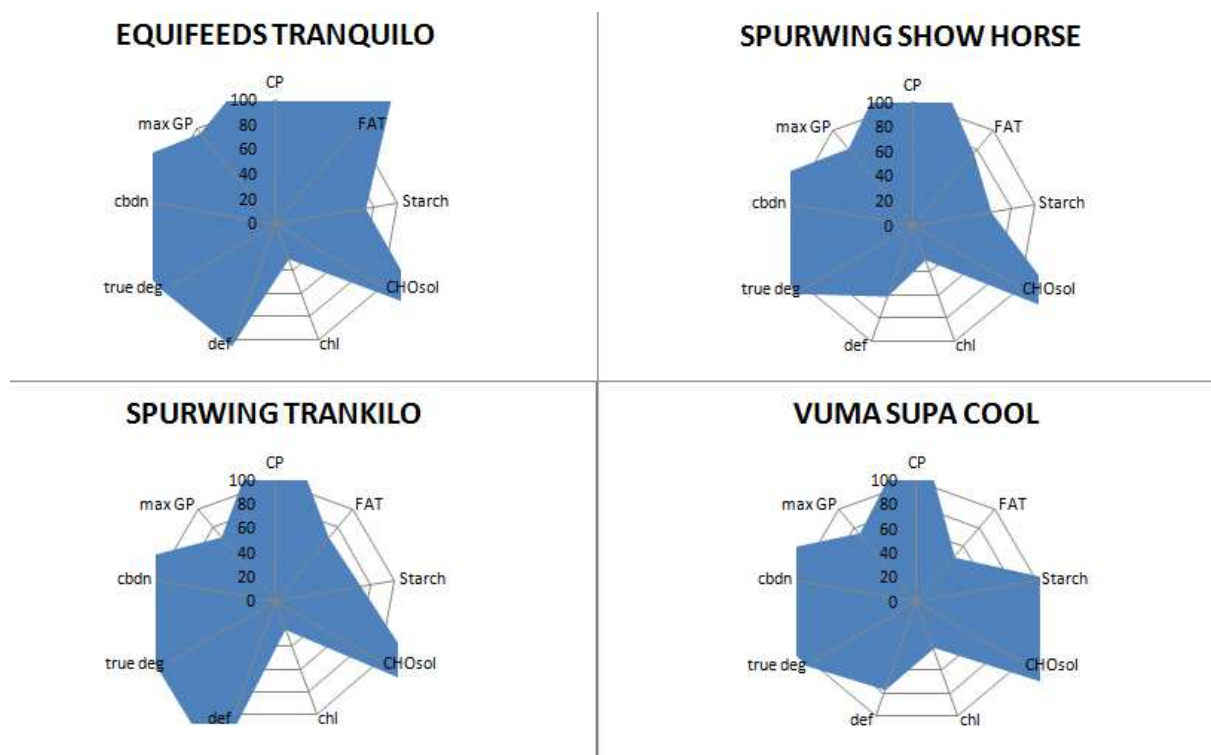 EQUIFEEDS TRANQUILO
CP
100
max GP
FAT
80
60
40
cbdn
Starch
20
0
true deg
CHOsol
def
chl
SPURWING SHOW HORSE
CP
100
max GP
FAT
80
60
40
cbdn
Starch
20
0
true deg
CHOsol
def
chl
SPURWING TRANKILO
CP
100
max GP
FAT
80
60
40
cbdn
Starch
20
0
true deg
CHOsol
def
chl
VUMA SUPA COOL
CP
100
max GP
FAT
80
60
40
cbdn
Starch
20
0
true deg
CHOsol
def
chl